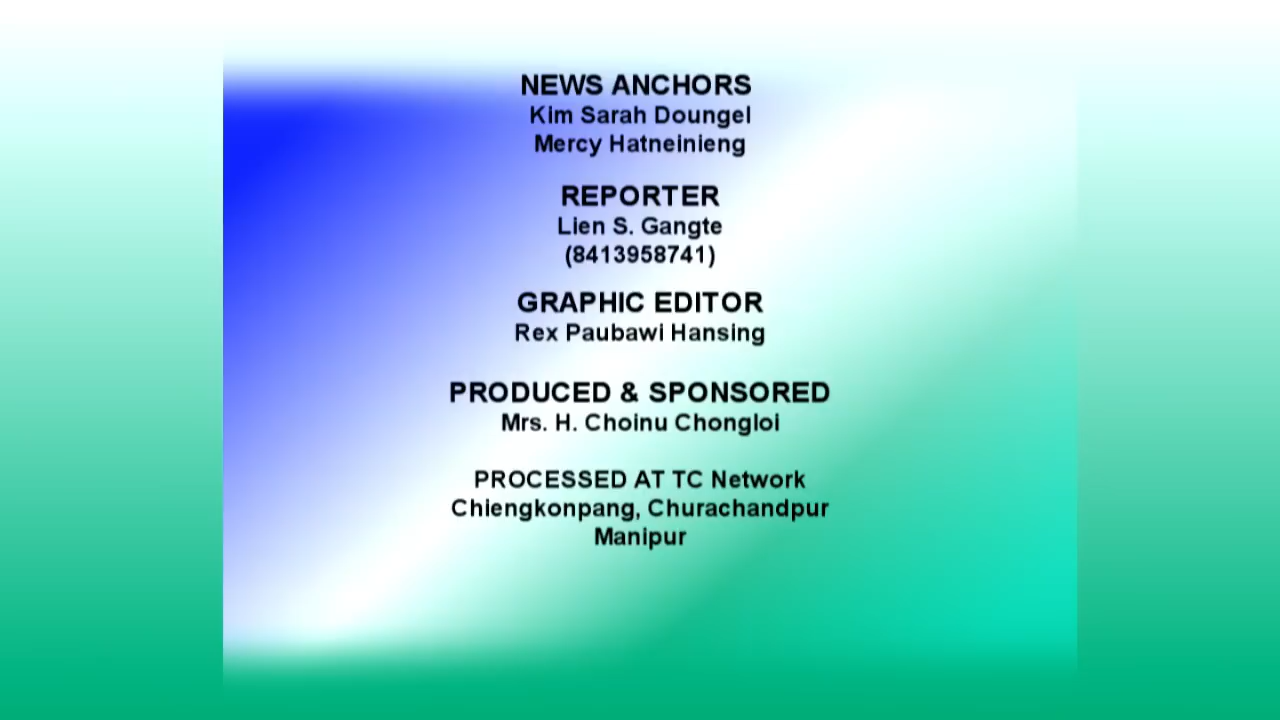 NEWS ANCHORS
Kim Sarah Doungel
Mercy Hatneinieng
REPORTER
Lien S. Gangte
(8413958741)
GRAPHIC EDITOR
Rex Paubawi Hansing
PRODUCED & SPONSORED
Mrs. H. Choinu Chongloi
PROCESSED AT TC Network
Chiengkonpang, Churachandpur
Manipur